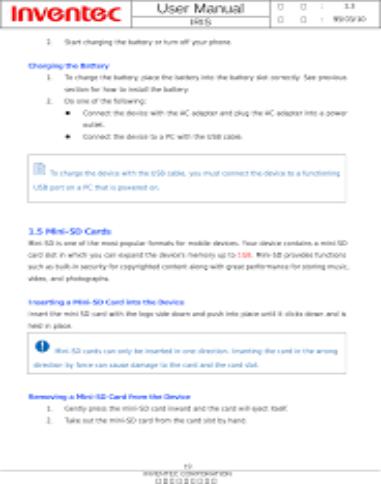 Inventec
User Manual
IRIS
: 1.3
: 95/03/30
2. Start charging the battery or turn off your phone.
Charging the Battery
1. To charge the battery, place the battery into the battery slot correctly. See previous
section for how to install the battery.
2. Do one of the following:
Connect the device with the AC adapter and plug the AC adapter into a power
outlet.
Connect the device to a PC with the USB cable.
To charge the device with the USB cable, you must connect the device to a functioning
USB port on a PC that is powered on.
1.5 Mini-SD Cards
Mini SD is one of the most popular formats for mobile devices. Your device contains a mini SD
card slot in which you can expand the device's memory up to 1GB. Mini-SD provides functions
such as built-in security for copyrighted content along with great performance for storing music,
video, and photographs.
Inserting a Mini-SD Card into the Device
Insert the mini SD card with the logo side down and push into place until it clicks down and is
held in place.
Mini-SD cards can only be inserted in one direction. Inserting the card in the wrong
direction by force can cause damage to the card and the card slot.
Removing a Mini-SD Card from the Device
1. Gently press the mini-SD card inward and the card will eject itself.
2. Take out the mini-SD card from the card slot by hand.
19
INVENTEC CORPORATION